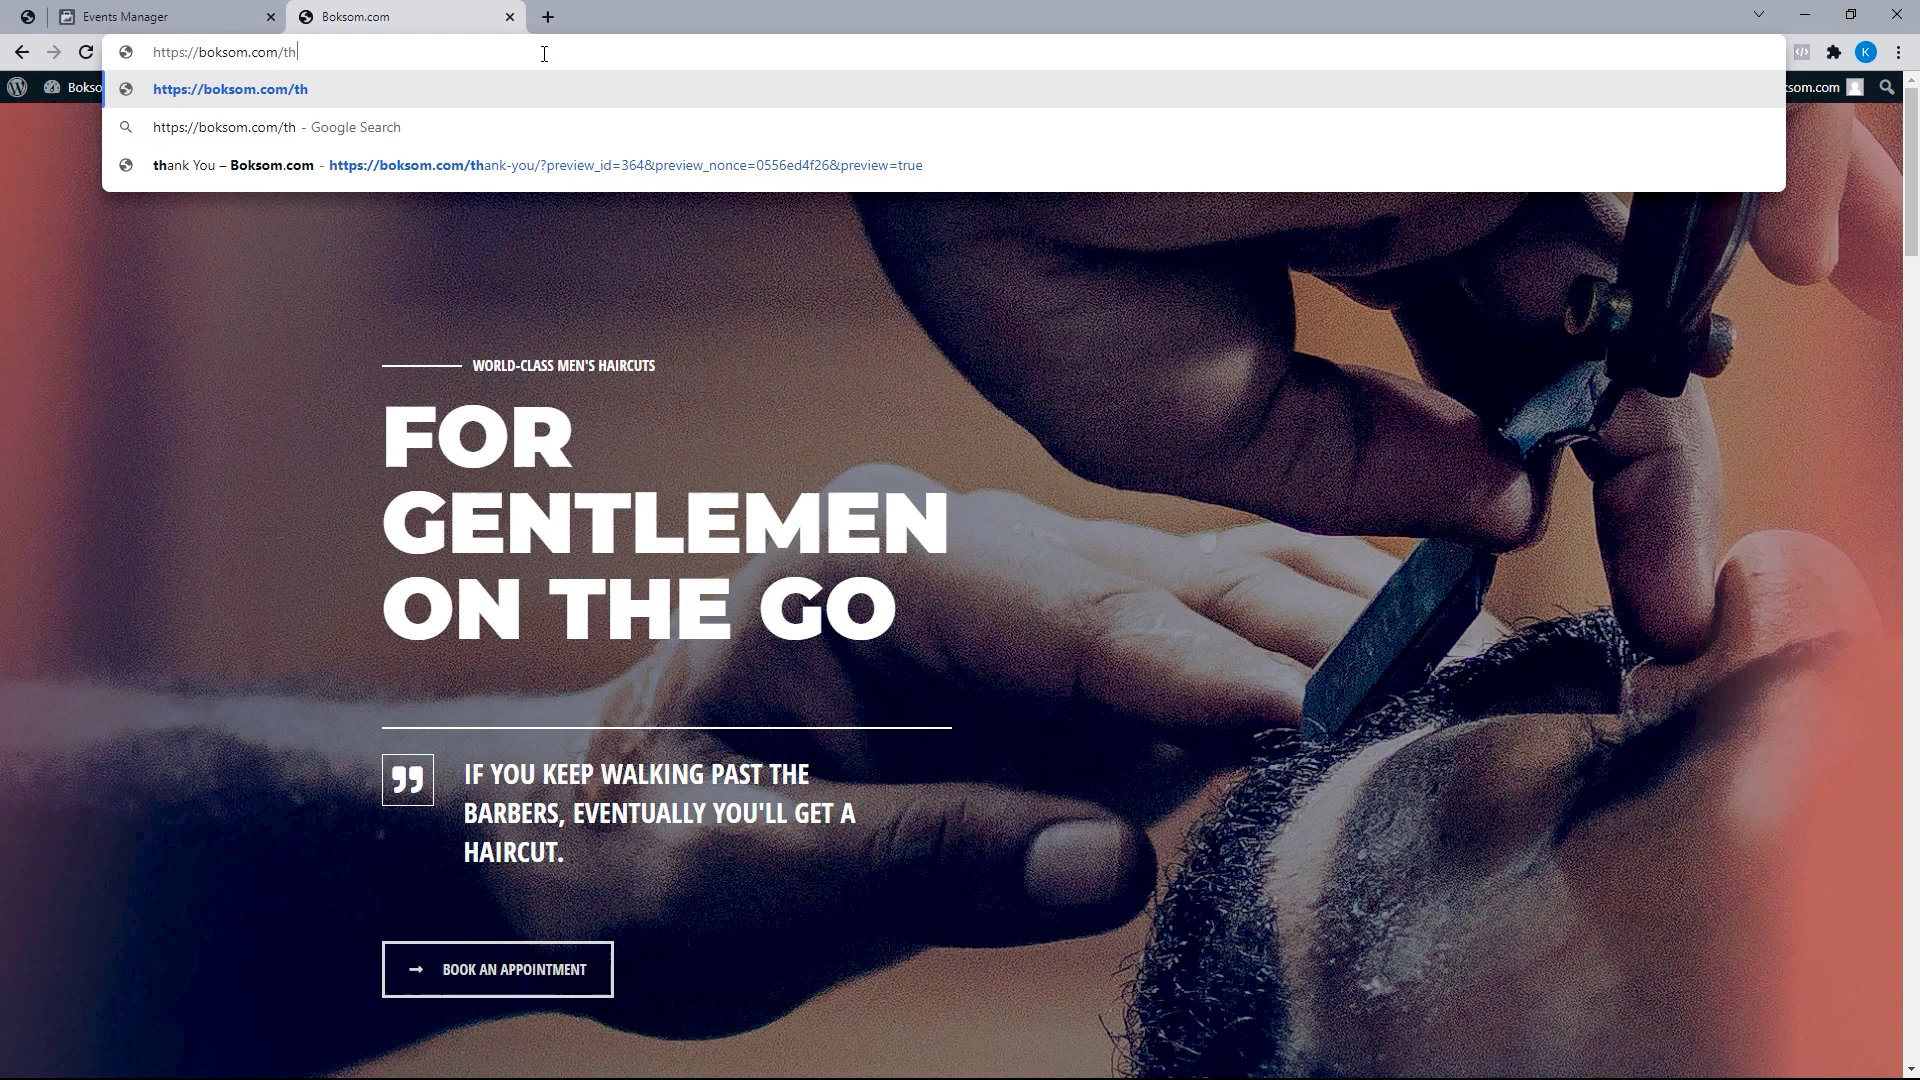 Events Manager
Boksom.com
https://boksom.com/th
K
Bokso
https://boksom.com/th
som.com
https://boksom.com/th - Google Search
thank You – Boksom.com - https://boksom.com/thank-you/?preview_id=364&preview_nonce=0556ed4f26&preview=true
WORLD-CLASS MEN'S HAIRCUTS
FOR
GENTLEMEN
ON THE GO
IF YOU KEEP WALKING PAST THE
BARBERS, EVENTUALLY YOU'LL GET A
HAIRCUT.
BOOK AN APPOINTMENT